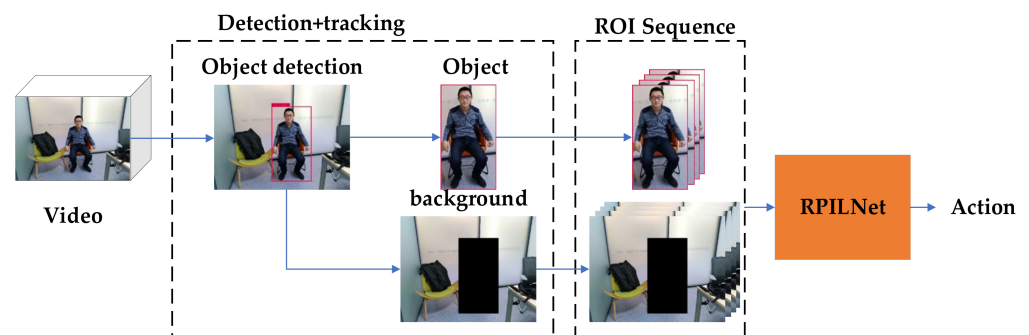 Detection+tracking
ROI Sequence
Object detection
Object
Video
background
RPILNet
Action